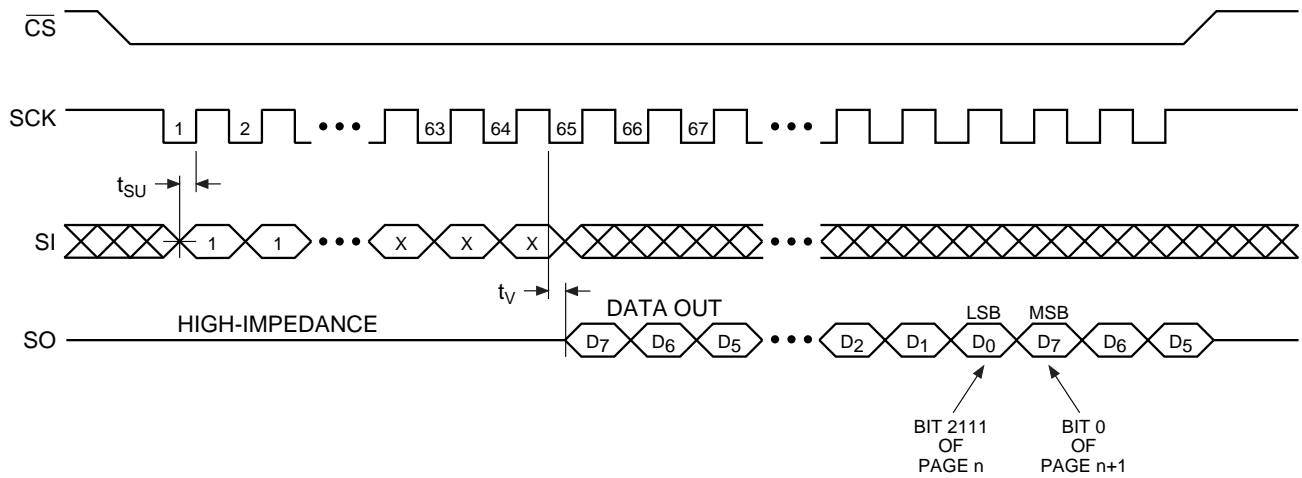 CS
SCK
1 2 63 64 65 66 67
tSU
SI
1 1 X X X
tV
HIGH-IMPEDANCE
DATA OUT
LSB MSB
SO
D7 D6 D5 D2 D1 D0 D7 D6 D5
BIT 2111
OF
PAGE n
BIT 0
OF
PAGE n+1